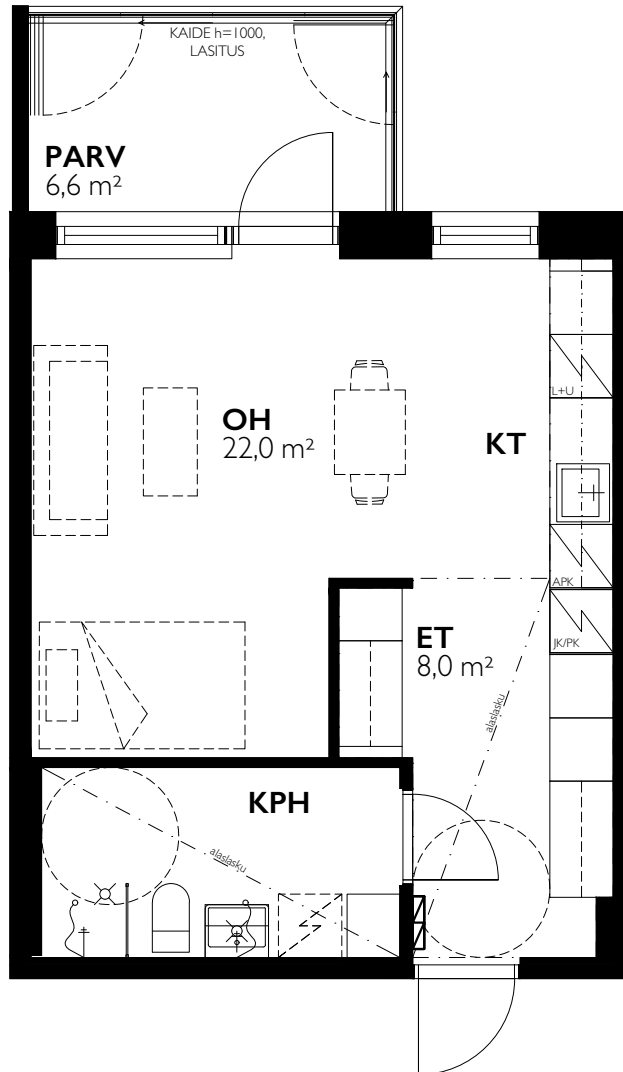 KAIDE h=1000,
LASITUS
PARV
6,6 m²
L+U
OH
22,0 m²
KT
APK
ET
8,0 m²
JK/PK
alaslasku
KPH
alaslasku